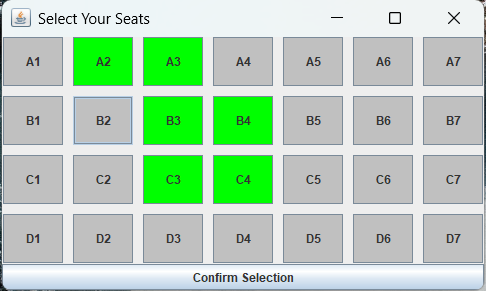 Select Your Seats
A1 A2 A3 A4 A5 A6 A7
B1 B2 B3 B4 B5 B6 B7
C1 C2 C3 C4 C5 C6 C7
D1 D2 D3 D4 D5 D6 D7
Confirm Selection